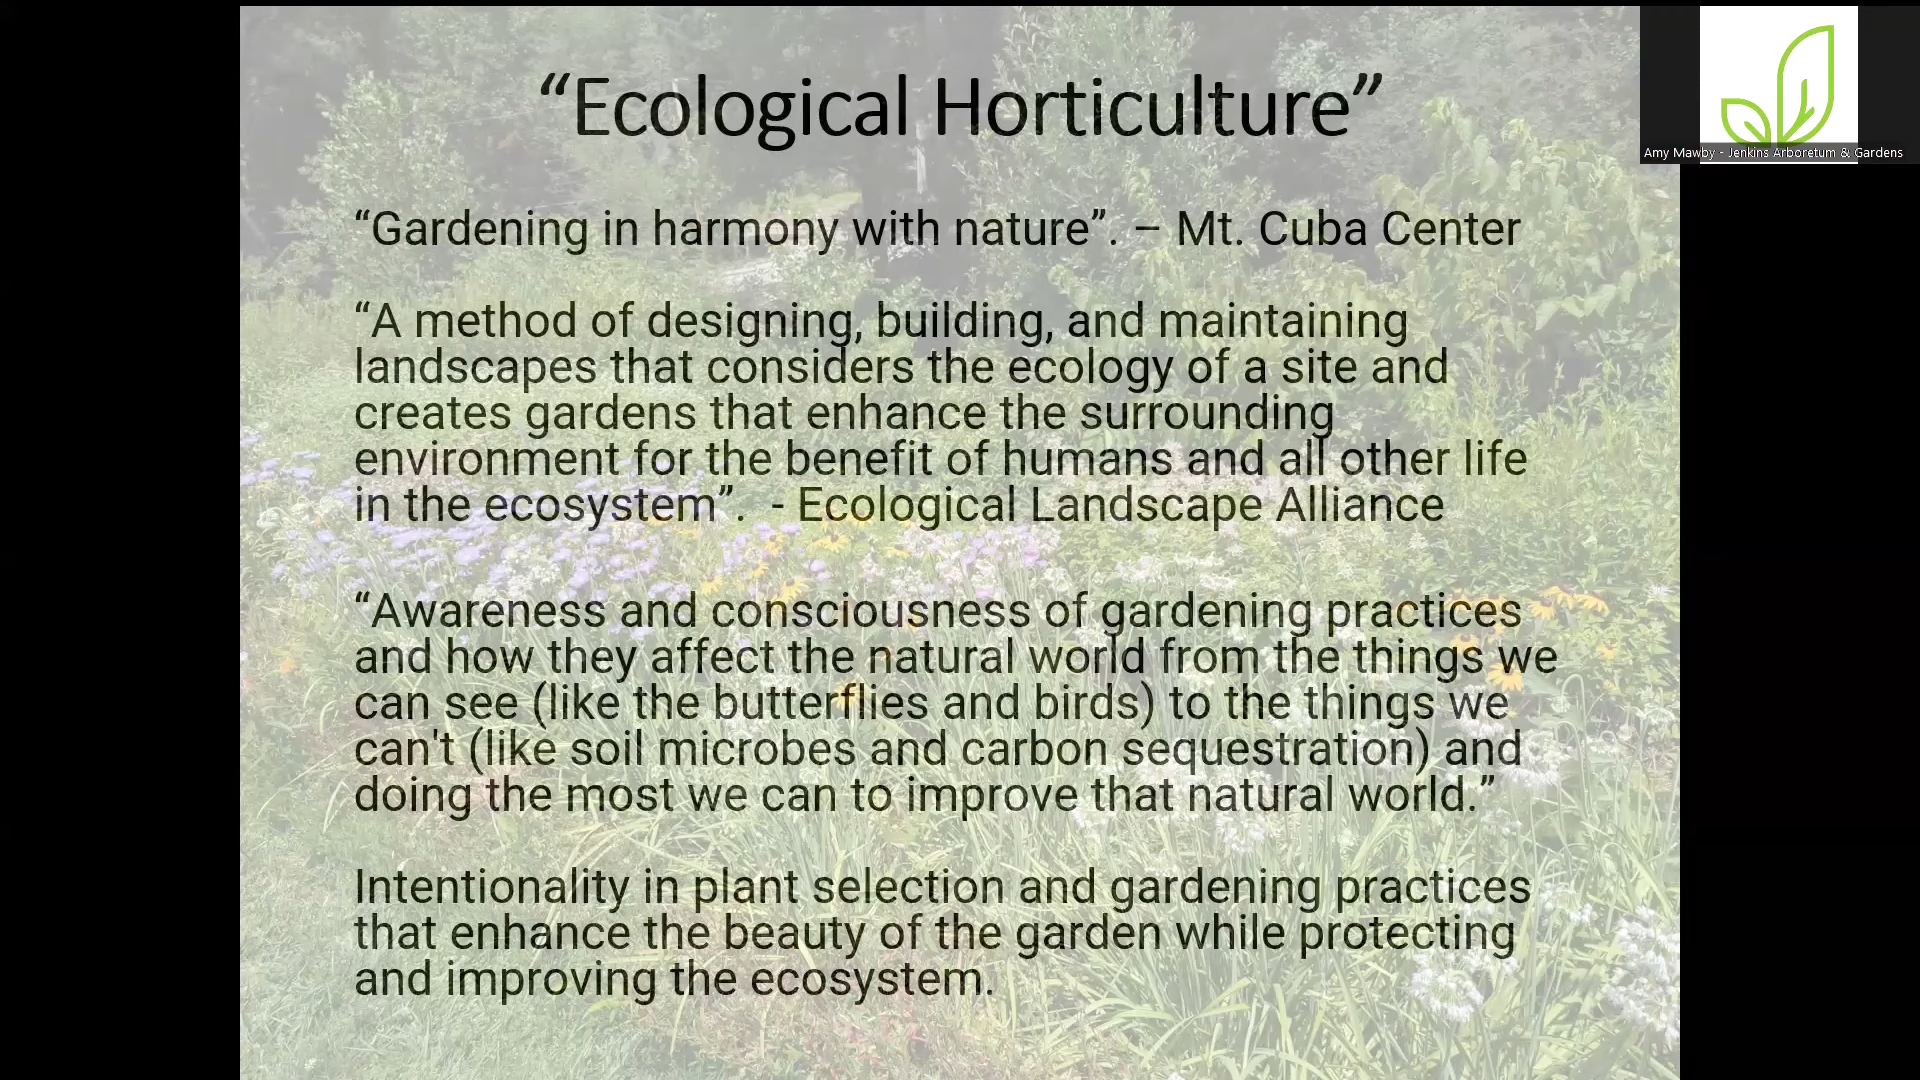 “Ecological Horticulture”
Amy Mawby - Jenkins Arboretum & Gardens
“Gardening in harmony with nature”. – Mt. Cuba Center
“A method of designing, building, and maintaining
landscapes that considers the ecology of a site and
creates gardens that enhance the surrounding
environment for the benefit of humans and all other life
in the ecosystem”.  - Ecological Landscape Alliance
“Awareness and consciousness of gardening practices
and how they affect the natural world from the things we
can see (like the butterflies and birds) to the things we
can't (like soil microbes and carbon sequestration) and
doing the most we can to improve that natural world.”
Intentionality in plant selection and gardening practices
that enhance the beauty of the garden while protecting
and improving the ecosystem.